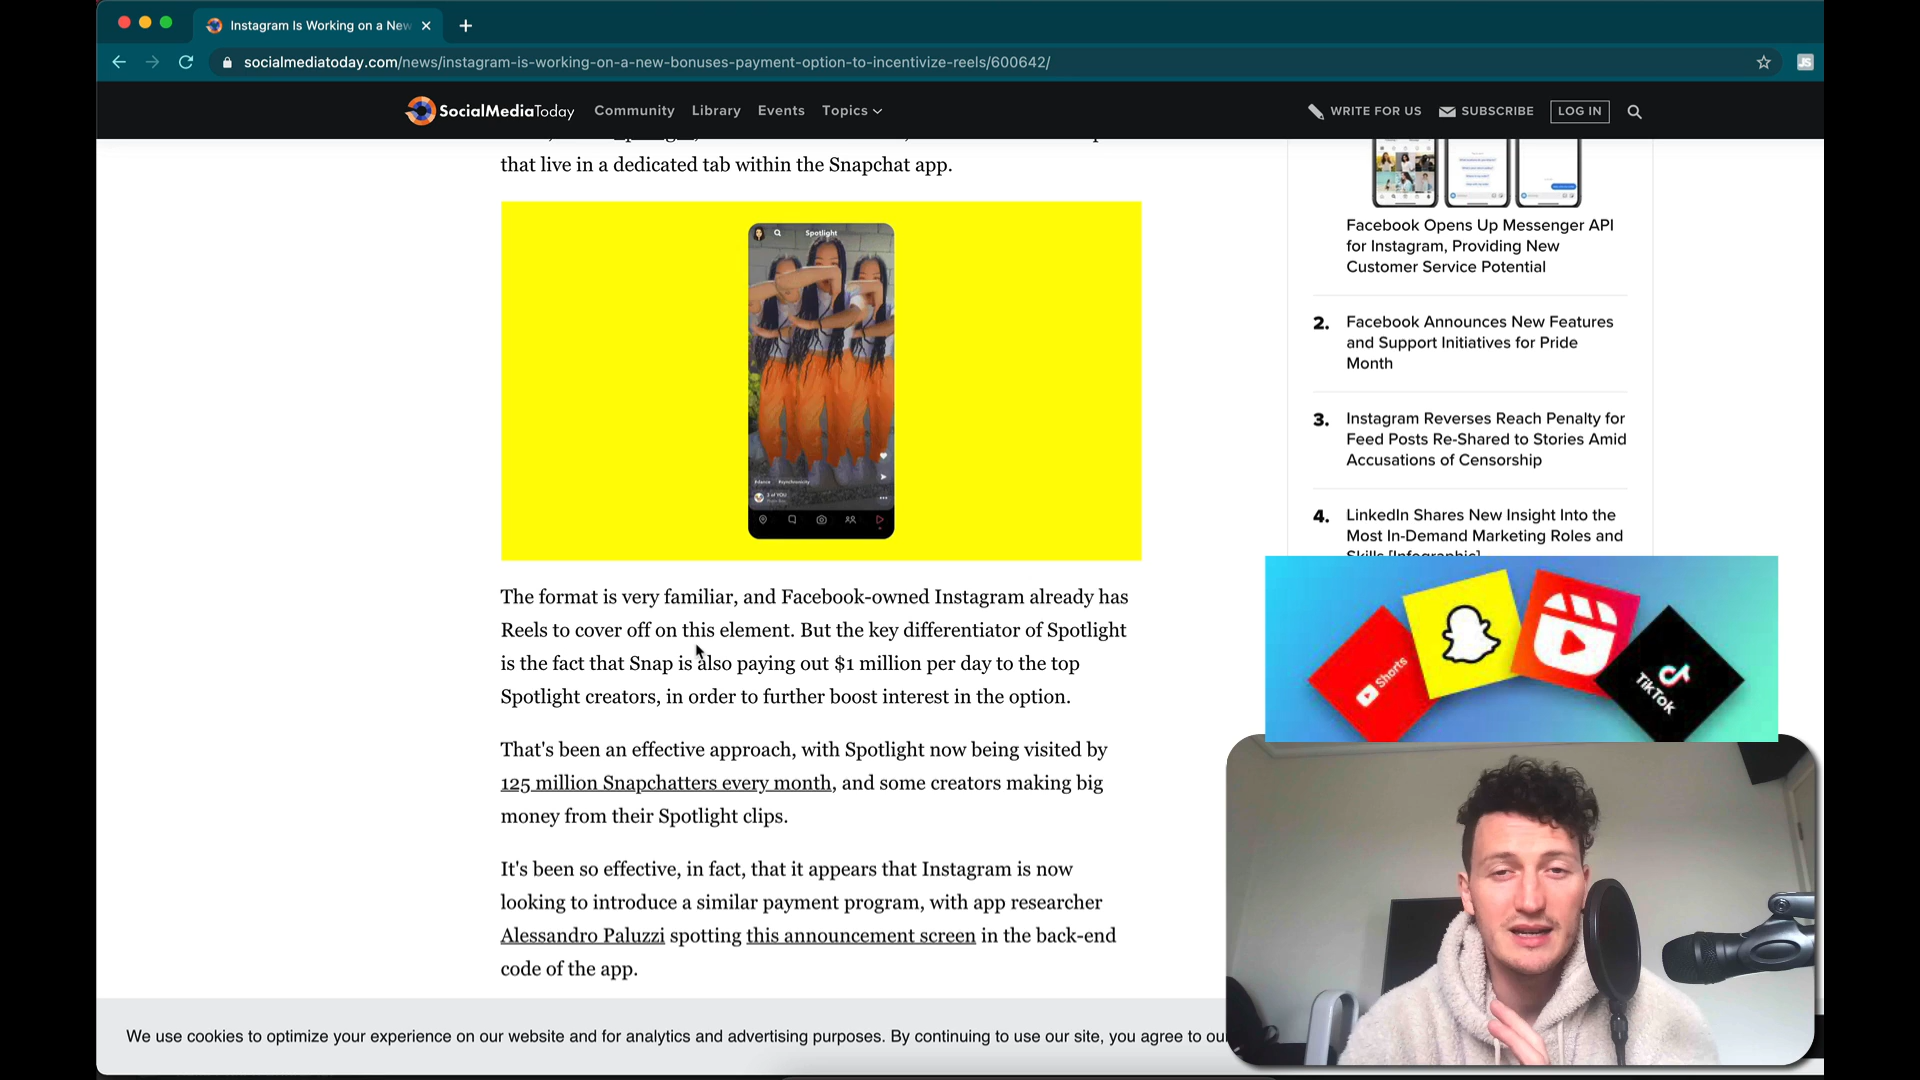 Instagram Is Working on a New
socialmediatoday.com/news/instagram-is-working-on-a-new-bonuses-payment-option-to-incentivize-reels/600642/
JS
SocialMediaToday
Community
Library
Events
Topics
WRITE FOR US
SUBSCRIBE
LOG IN
that live in a dedicated tab within the Snapchat app.
Spotlight
#dance #synchronicity
3 of YOU
The format is very familiar, and Facebook-owned Instagram already has
Reels to cover off on this element. But the key differentiator of Spotlight
is the fact that Snap is also paying out $1 million per day to the top
Spotlight creators, in order to further boost interest in the option.
That's been an effective approach, with Spotlight now being visited by
125 million Snapchatters every month, and some creators making big
money from their Spotlight clips.
It's been so effective, in fact, that it appears that Instagram is now
looking to introduce a similar payment program, with app researcher
Alessandro Paluzzi spotting this announcement screen in the back-end
code of the app.
Facebook Opens Up Messenger API
for Instagram, Providing New
Customer Service Potential
2. Facebook Announces New Features
and Support Initiatives for Pride
Month
3. Instagram Reverses Reach Penalty for
Feed Posts Re-Shared to Stories Amid
Accusations of Censorship
4. LinkedIn Shares New Insight Into the
Most In-Demand Marketing Roles and
Skills [Infographic]
Shorts
TikTok
We use cookies to optimize your experience on our website and for analytics and advertising purposes. By continuing to use our site, you agree to our